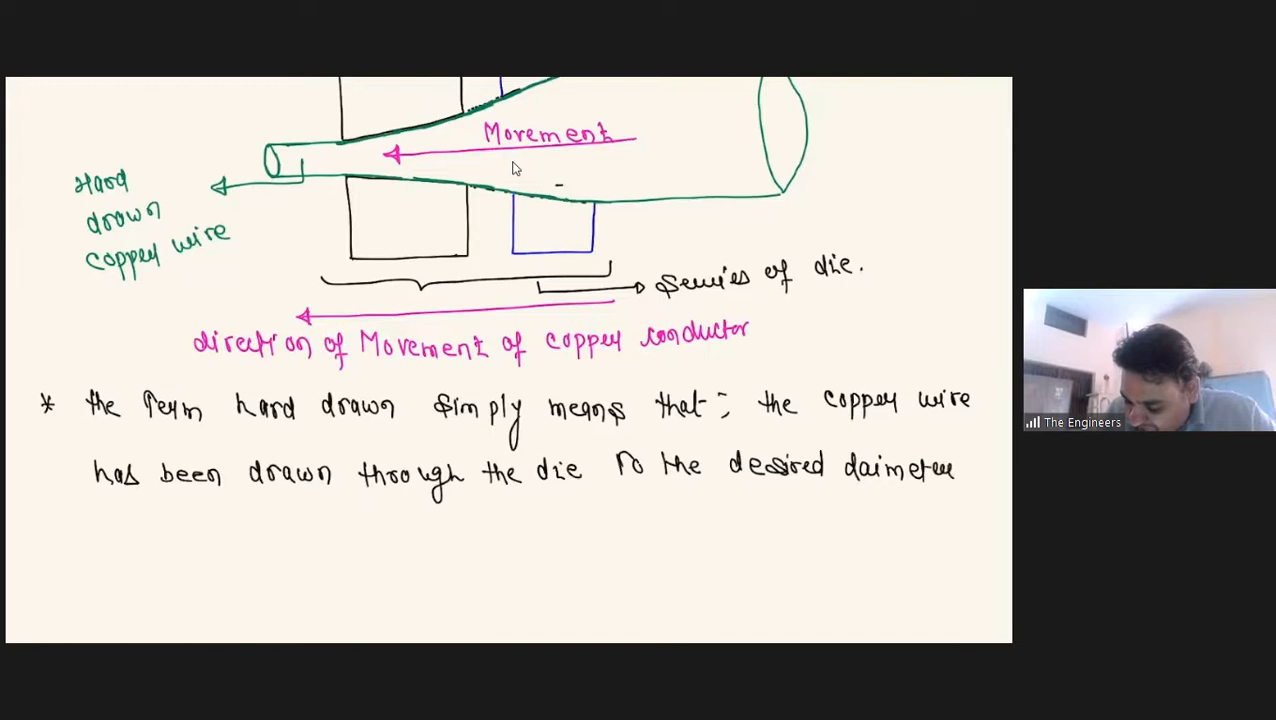 Movement
Hard
drawn
copper wire
series of die.
direction of Movement of copper conductor
* the Term hard drawn simply means that; the copper wire
has been drawn through the die to the desired daimeter
The Engineers